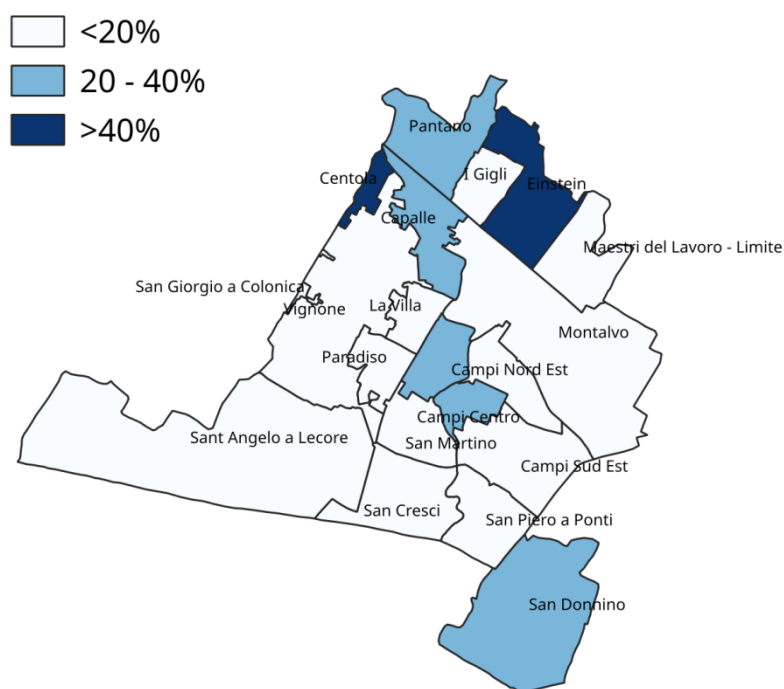 <20%
20 - 40%
>40%
Pantano
I Gigli
Centola
Einstein
Capalle
Maestri del Lavoro - Limite
San Giorgio a Colonica
La Villa
Vignone
Montalvo
Paradiso
Campi Nord Est
Campi Centro
Sant Angelo a Lecore
San Martino
Campi Sud Est
San Cresci
San Piero a Ponti
San Donnino